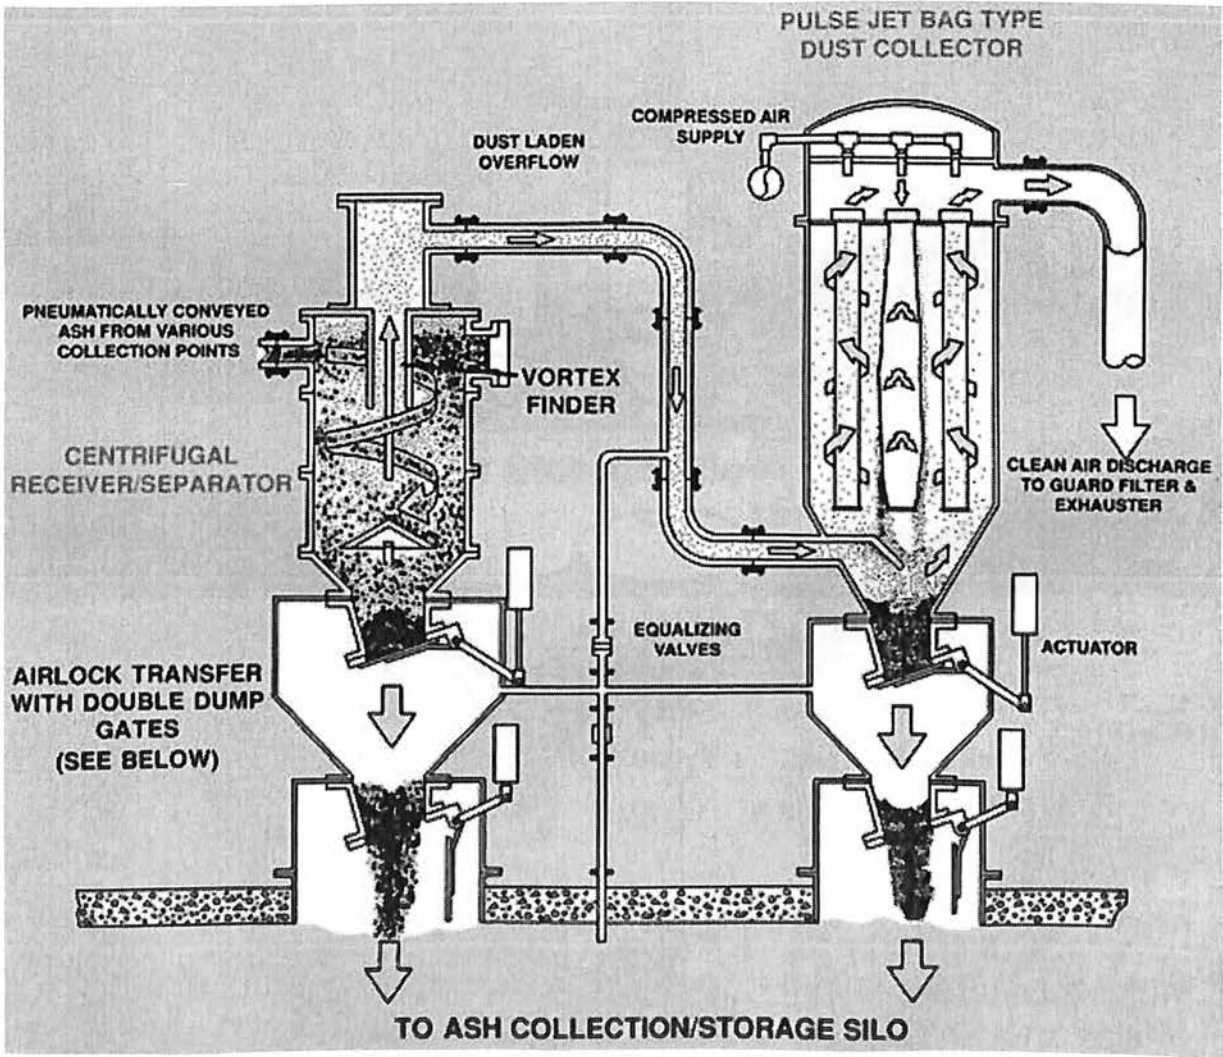 PULSE JET BAG TYPE
DUST COLLECTOR
COMPRESSED AIR
SUPPLY
DUST LADEN
OVERFLOW
PNEUMATICALLY CONVEYED
ASH FROM VARIOUS
COLLECTION POINTS
VORTEX
FINDER
CENTRIFUGAL
RECEIVER/SEPARATOR
CLEAN AIR DISCHARGE
TO GUARD FILTER &
EXHAUSTER
EQUALIZING
VALVES
ACTUATOR
AIRLOCK TRANSFER
WITH DOUBLE DUMP
GATES
(SEE BELOW)
TO ASH COLLECTION/STORAGE SILO